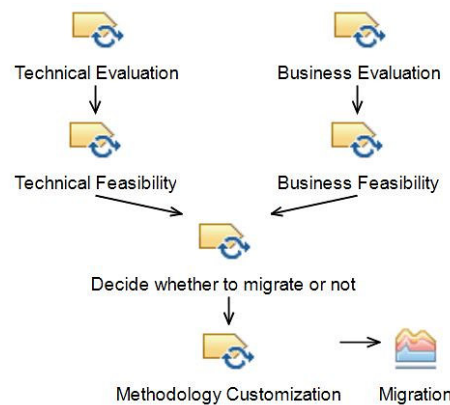 Technical Evaluation
Business Evaluation
Technical Feasibility
Business Feasibility
Decide whether to migrate or not
Methodology Customization
Migration